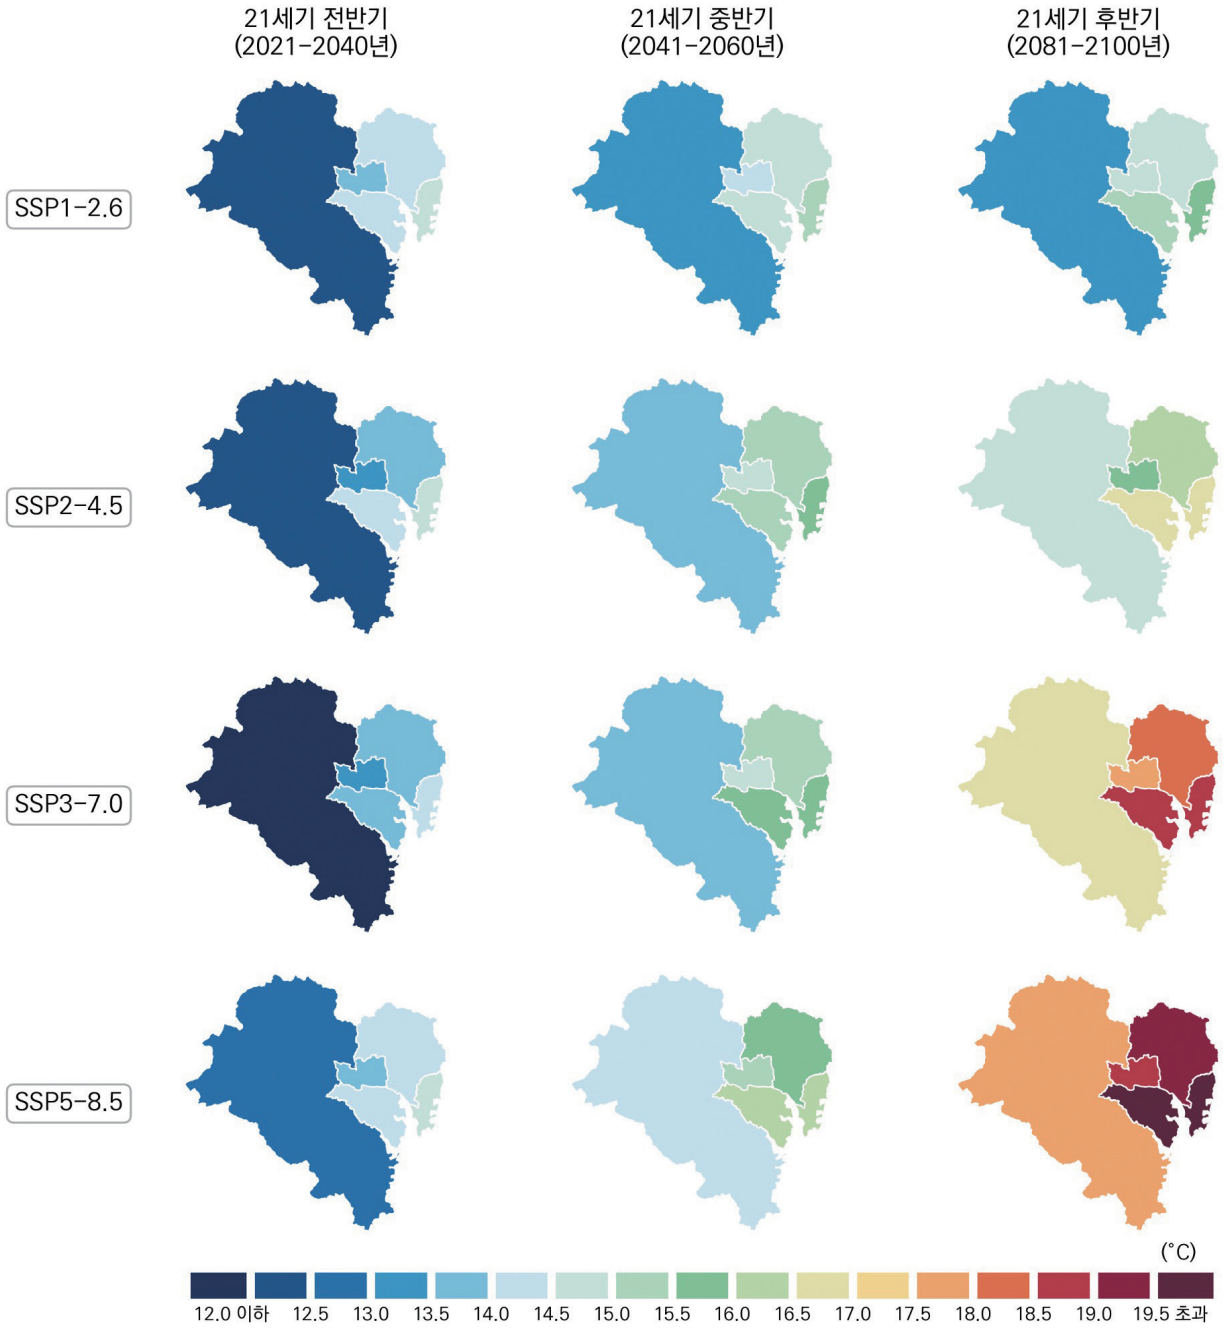 21세기 전반기
(2021-2040년)
21세기 중반기
(2041-2060년)
21세기 후반기
(2081-2100년)
SSP1-2.6
SSP2-4.5
SSP3-7.0
SSP5-8.5
(°C)
12.0 이하 12.5 13.0 13.5 14.0 14.5 15.0 15.5 16.0 16.5 17.0 17.5 18.0 18.5 19.0 19.5 초과